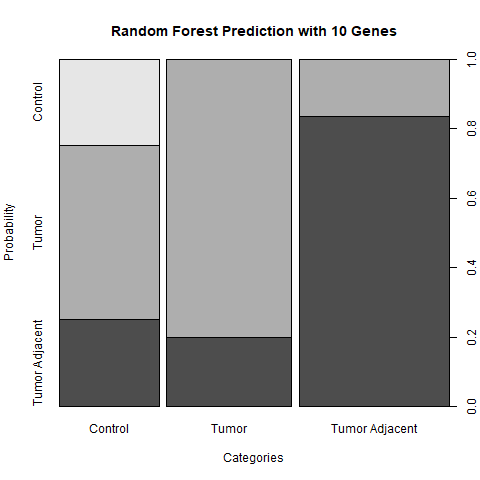 Random Forest Prediction with 10 Genes
Control
Tumor
Tumor Adjacent
Probability
1.0
0.8
0.6
0.4
0.2
0.0
Control Tumor Tumor Adjacent
Categories